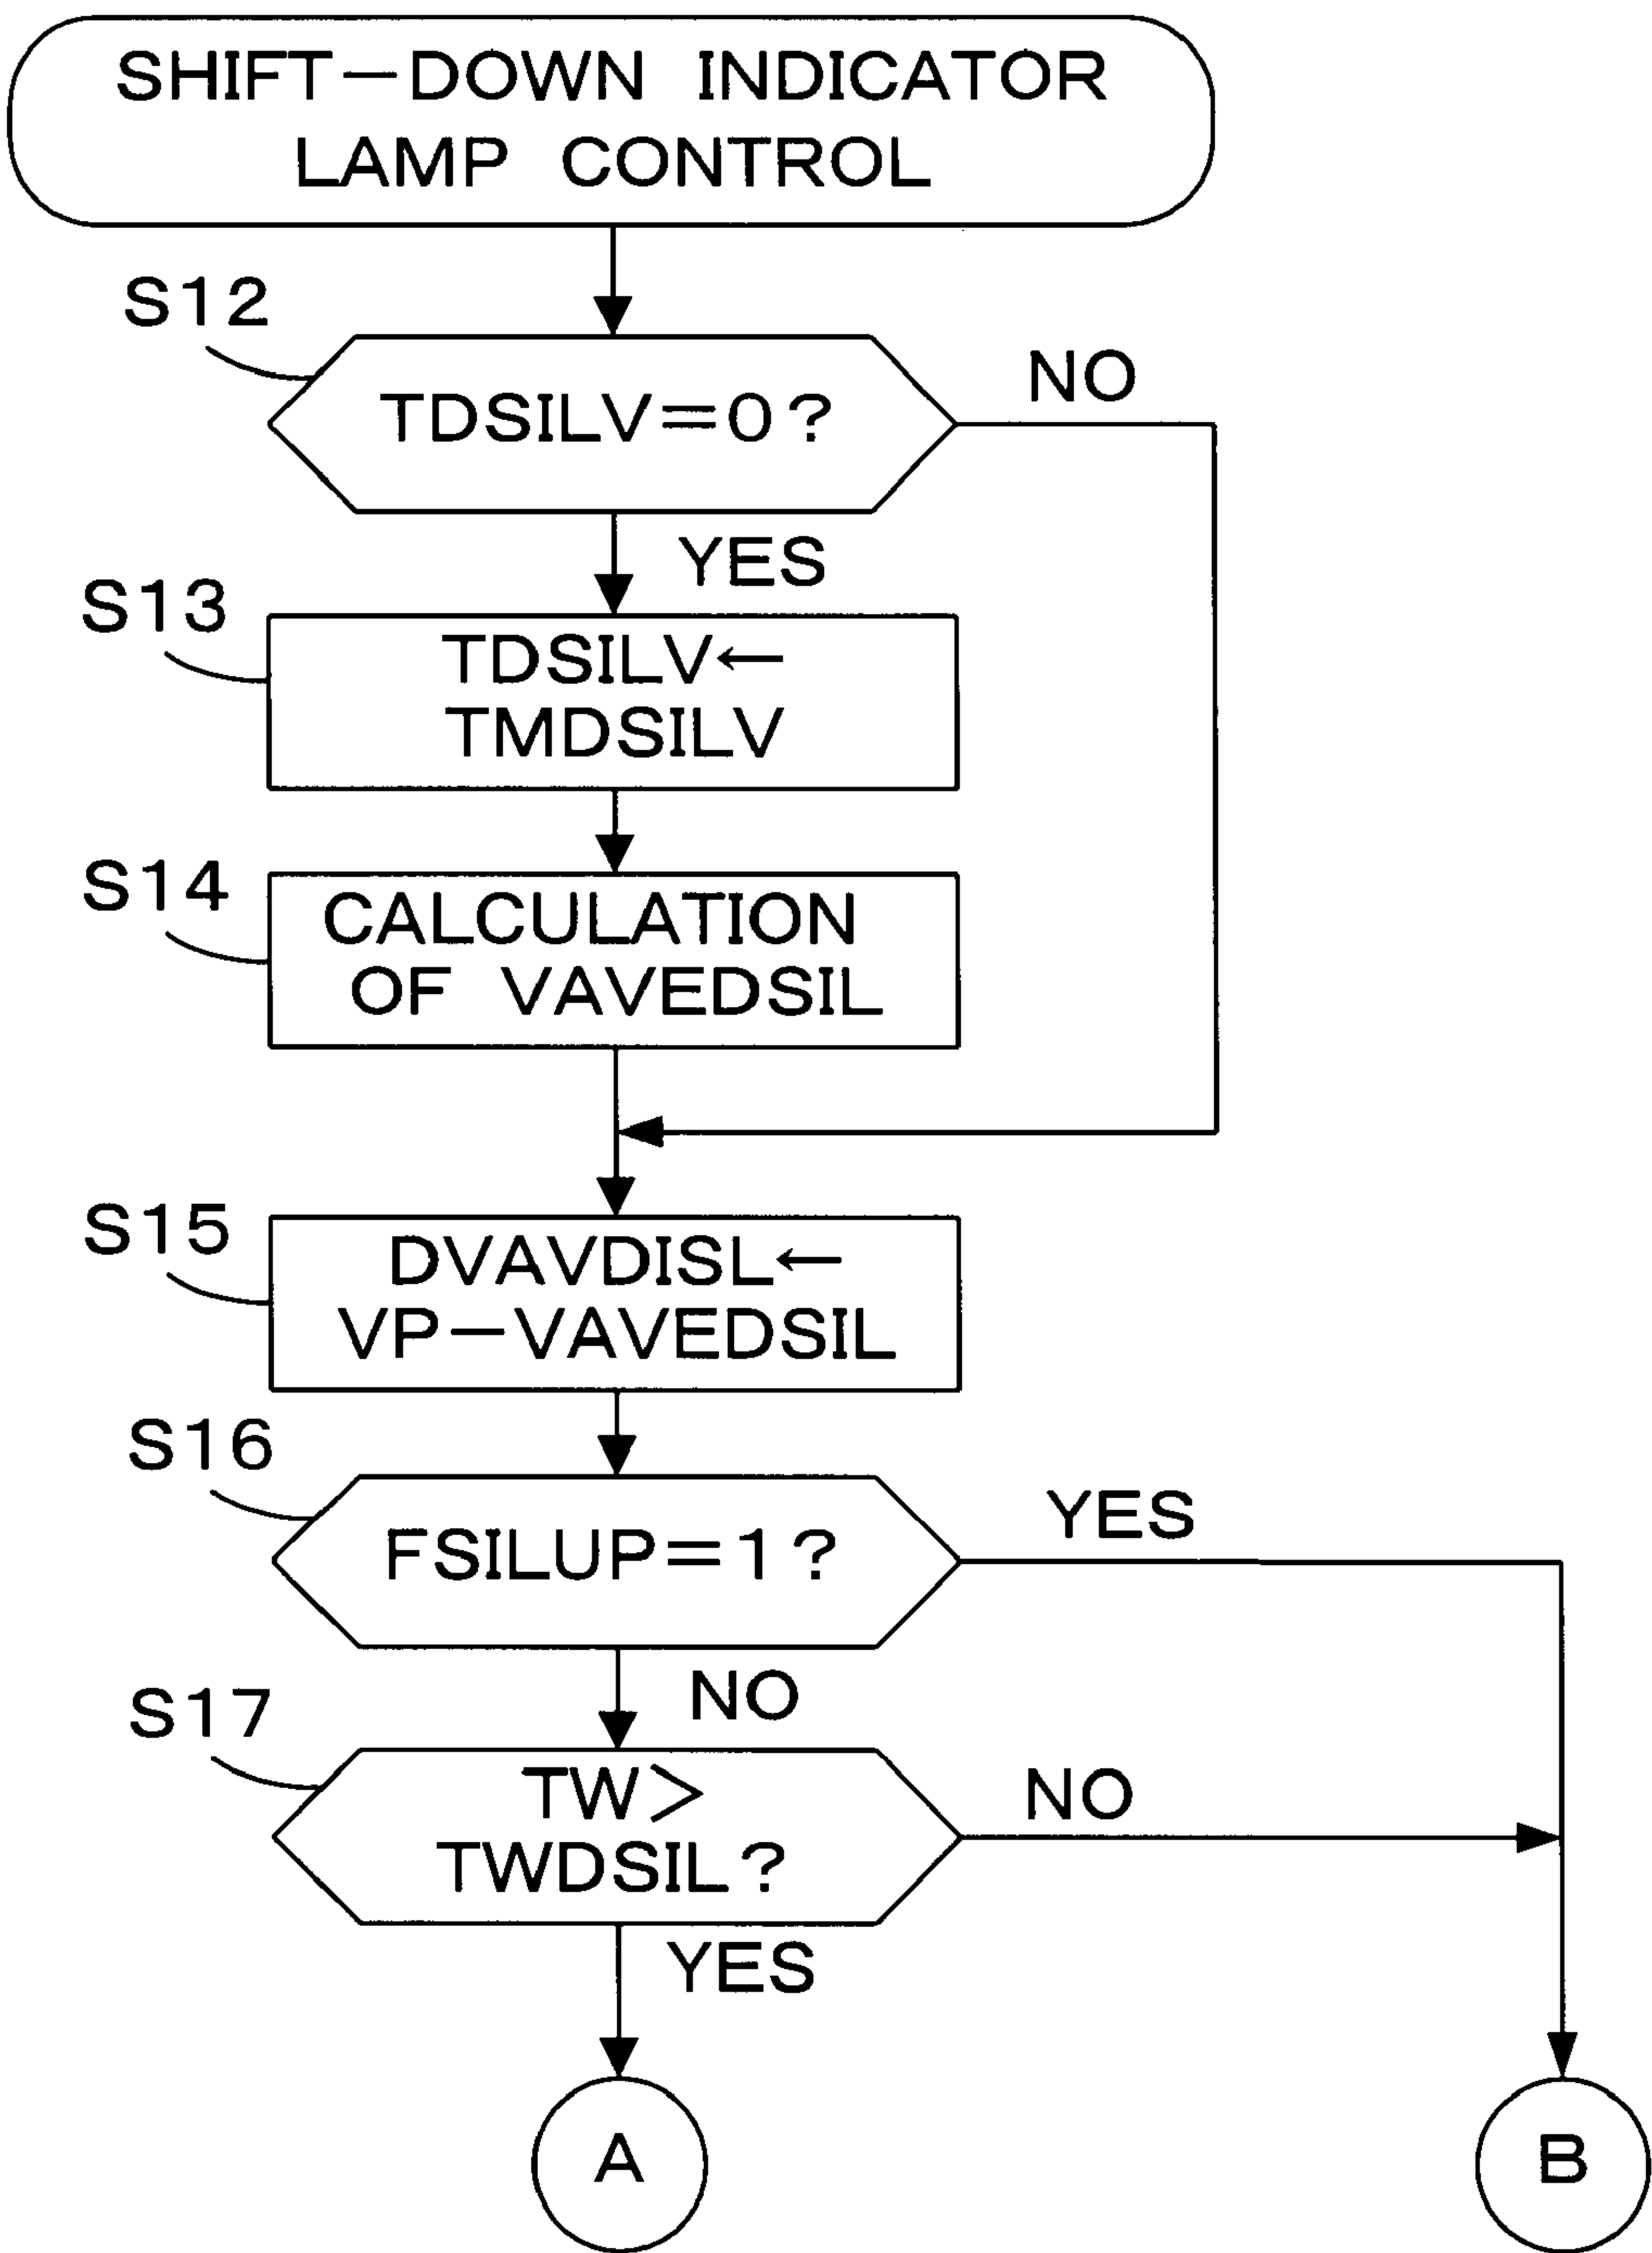 SHIFT-DOWN INDICATOR
LAMP CONTROL
S12
TDSILV=0?
NO
YES
S13
TDSILV←
TMDSILV
S14
CALCULATION
OF VAVEDSIL
S15
DVAVDISL←
VP-VAVEDSIL
S16
FSILUP=1?
YES
NO
S17
TW>
TWDSIL?
NO
YES
A
B